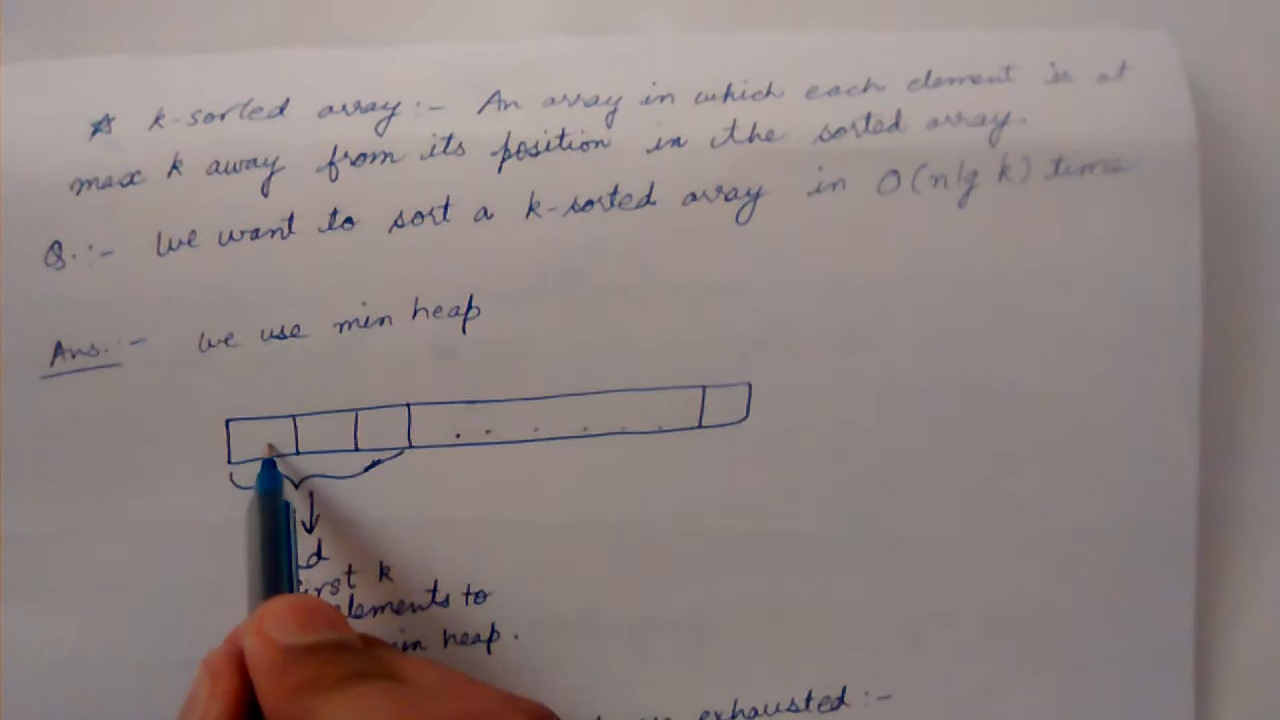 * k-sorted array:- An array in which each element is at
max k away from its position in the sorted array.
Q.:- We want to sort a k-sorted array in O(n lg k) time
Ans.:- We use min heap
k
elements to
heap.
exhausted:-